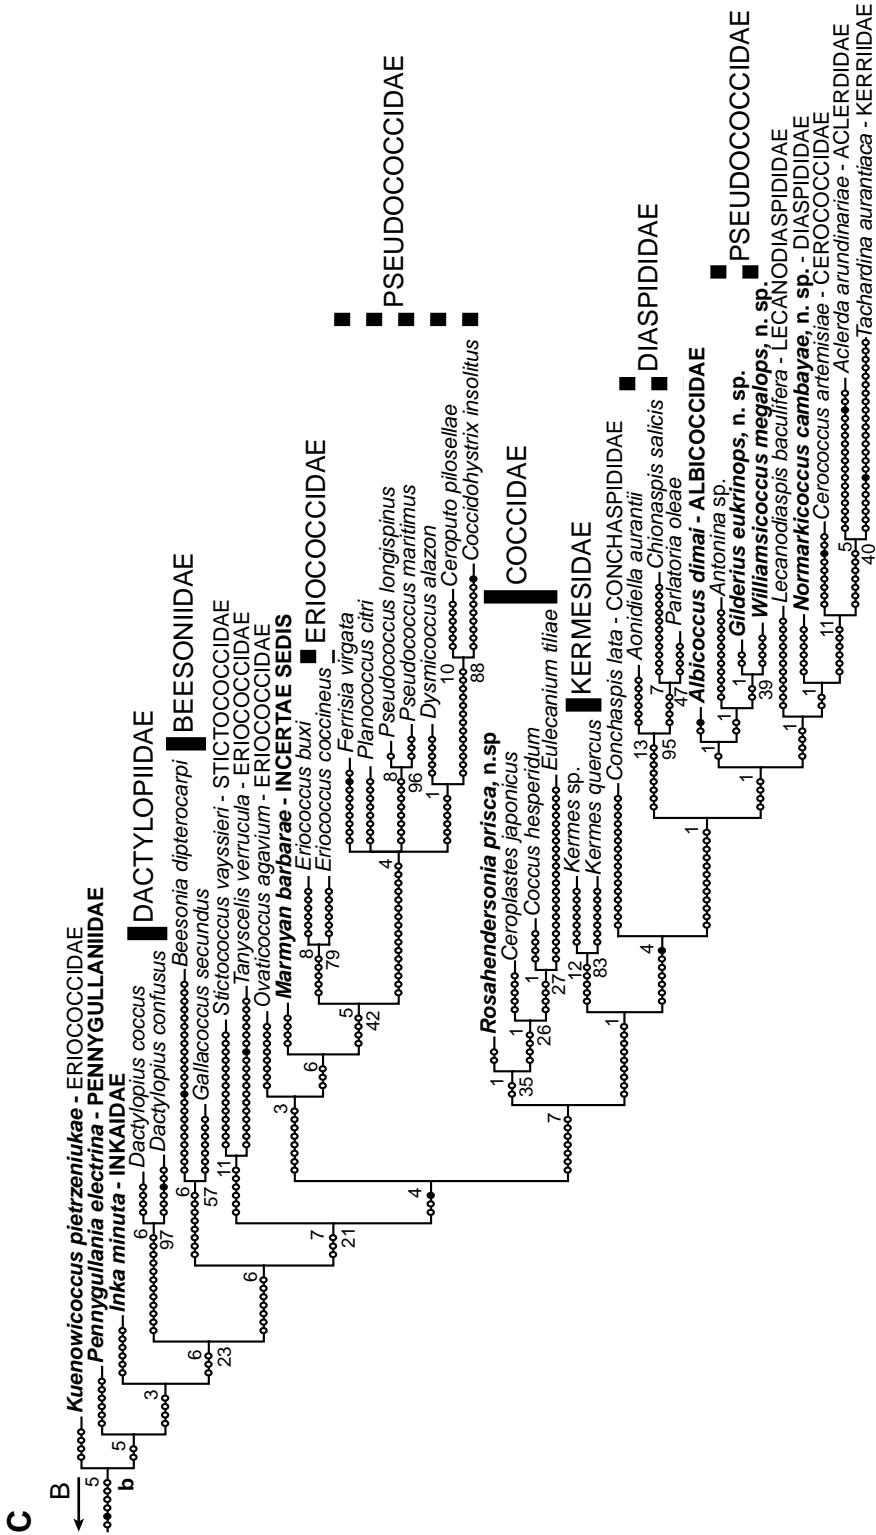 C
B
5
b
Kuenowicoccus pietrzeniukae - ERIOCOCCIDAE
5
Pennygullania electrina - PENNYGULLANIIDAE
3
Inka minuta - INKAIDAE
6
23
6
97
Dactylopius coccus
Dactylopius confusus
DACTYLOPIIDAE
6
6
57
Beesonia dipterocarpi
Gallacoccus secundus
BEESONIIDAE
7
21
11
Stictococcus vayssieri - STICTOCOCCIDAE
Tanyscelis verrucula - ERIOCOCCIDAE
4
3
Ovaticoccus agavium - ERIOCOCCIDAE
6
Marmyan barbarae - INCERTAE SEDIS
5
42
8
79
Eriococcus buxi
Eriococcus coccineus
ERIOCOCCIDAE
4
Ferrisia virgata
Planococcus citri
8
96
Pseudococcus longispinus
Pseudococcus maritimus
1
Dysmicoccus alazon
10
88
Ceroputo pilosellae
Coccidohystrix insolitus
PSEUDOCOCCIDAE
7
1
35
Rosahendersonia prisca, n.sp
1
26
Ceroplastes japonicus
1
27
Coccus hesperidum
Eulecanium tiliae
COCCIDAE
1
12
83
Kermes sp.
Kermes quercus
KERMESIDAE
4
Conchaspis lata - CONCHASPIDIDAE
1
13
95
Aonidiella aurantii
7
47
Chionaspis salicis
Parlatoria oleae
DIASPIDIDAE
1
1
Albicoccus dimai - ALBICOCCIDAE
1
Antonina sp.
1
39
Gilderius eukrinops, n. sp.
Williamsicoccus megalops, n. sp.
PSEUDOCOCCIDAE
1
Lecanodiaspis baculifera - LECANODIASPIDIDAE
1
Normarkicoccus cambayae, n. sp. - DIASPIDIDAE
11
Cerococcus artemisiae - CEROCOCCIDAE
5
40
Aclerda arundinariae - ACLERDIDAE
Tachardina aurantiaca - KERRIIDAE